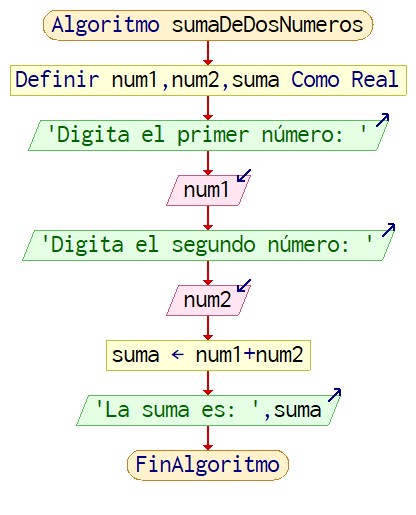 Algoritmo sumaDeDosNumeros
Definir num1,num2,suma Como Real
'Digita el primer número: '
num1
'Digita el segundo número: '
num2
suma ← num1+num2
'La suma es: ',suma
FinAlgoritmo